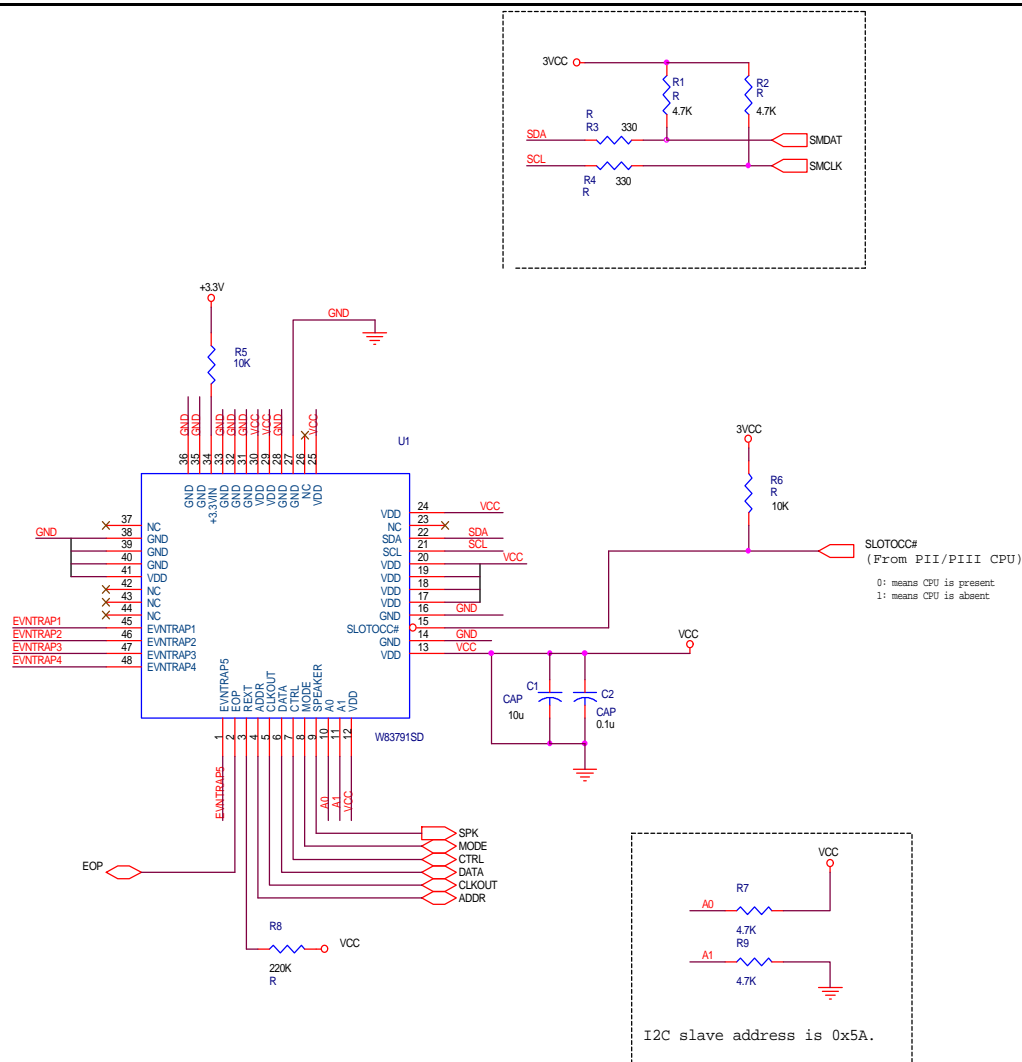 3VCC
R1
R
4.7K
R2
R
4.7K
R
R3 330
SDA
SMDAT
SCL
SMCLK
R4 330
R
+3.3V
GND
R5
10K
GND GND GND GND GND VCC VCC GND VCC
U1
36 35 34 33 32 31 30 29 28 27 26 25
GND GND +3.3VIN GND GND GND VDD VDD GND GND NC VDD
37 NC
GND
38 GND
39 GND
40 GND
41 VDD
42 NC
43 NC
44 NC
EVNTRAP1 45 EVNTRAP1
EVNTRAP2 46 EVNTRAP2
EVNTRAP3 47 EVNTRAP3
EVNTRAP4 48 EVNTRAP4
VDD 24 VCC
NC 23
SDA 22 SDA
SCL 21 SCL
VDD 20 VCC
VDD 19
VDD 18
VDD 17
GND 16 GND
SLOTOCC# 15
GND 14 GND
VDD 13 VCC
3VCC
R6
R
10K
SLOTOCC#
(From PII/PIII CPU)
0: means CPU is present
1: means CPU is absent
VCC
C1
CAP
10u
C2
CAP
0.1u
EVNTRAP5 EOP REXT ADDR CLKOUT DATA CTRL MODE SPEAKER A0 A1 VDD
W83791SD
1 2 3 4 5 6 7 8 9 10 11 12
EVNTRAP5 A0 A1 VCC
SPK
MODE
CTRL
DATA
CLKOUT
ADDR
EOP
R8
VCC
220K
R
VCC
R7
A0
4.7K
R9
A1
4.7K
I2C slave address is 0x5A.